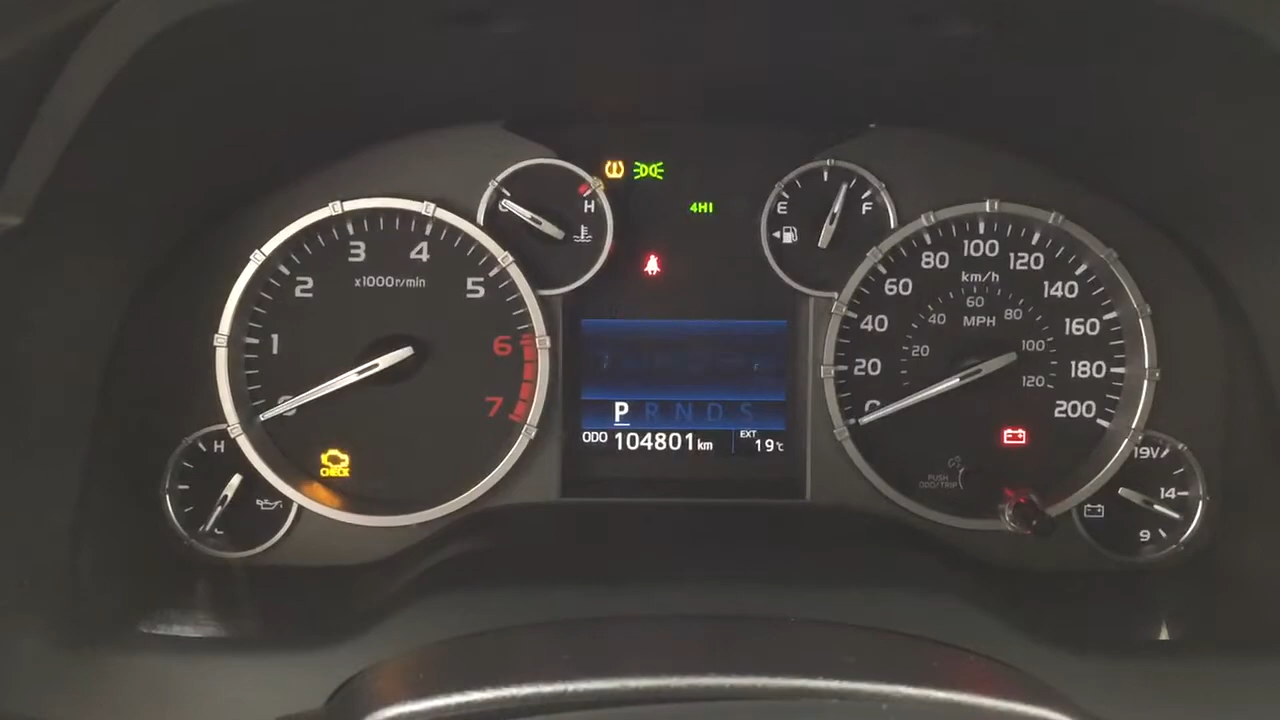 0 1 2 3 4 5 6 7
x1000r/min
CHECK
H
H
4HI
E F
P R N D S
ODO 104801 km
EXT 19°C
20 40 60 80 100 120 140 160 180 200
km/h
20 40 60 80 100 120
MPH
PUSH
ODO/TRIP
19V
14
9